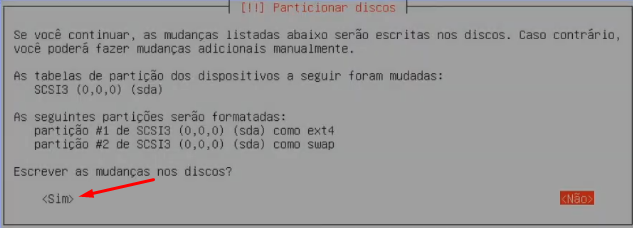 [!!] Particionar discos
Se você continuar, as mudanças listadas abaixo serão escritas nos discos. Caso contrário,
você poderá fazer mudanças adicionais manualmente.
As tabelas de partição dos dispositivos a seguir foram mudadas:
SCSI3 (0,0,0) (sda)
As seguintes partições serão formatadas:
partição #1 de SCSI3 (0,0,0) (sda) como ext4
partição #2 de SCSI3 (0,0,0) (sda) como swap
Escrever as mudanças nos discos?
<Sim> <Não>